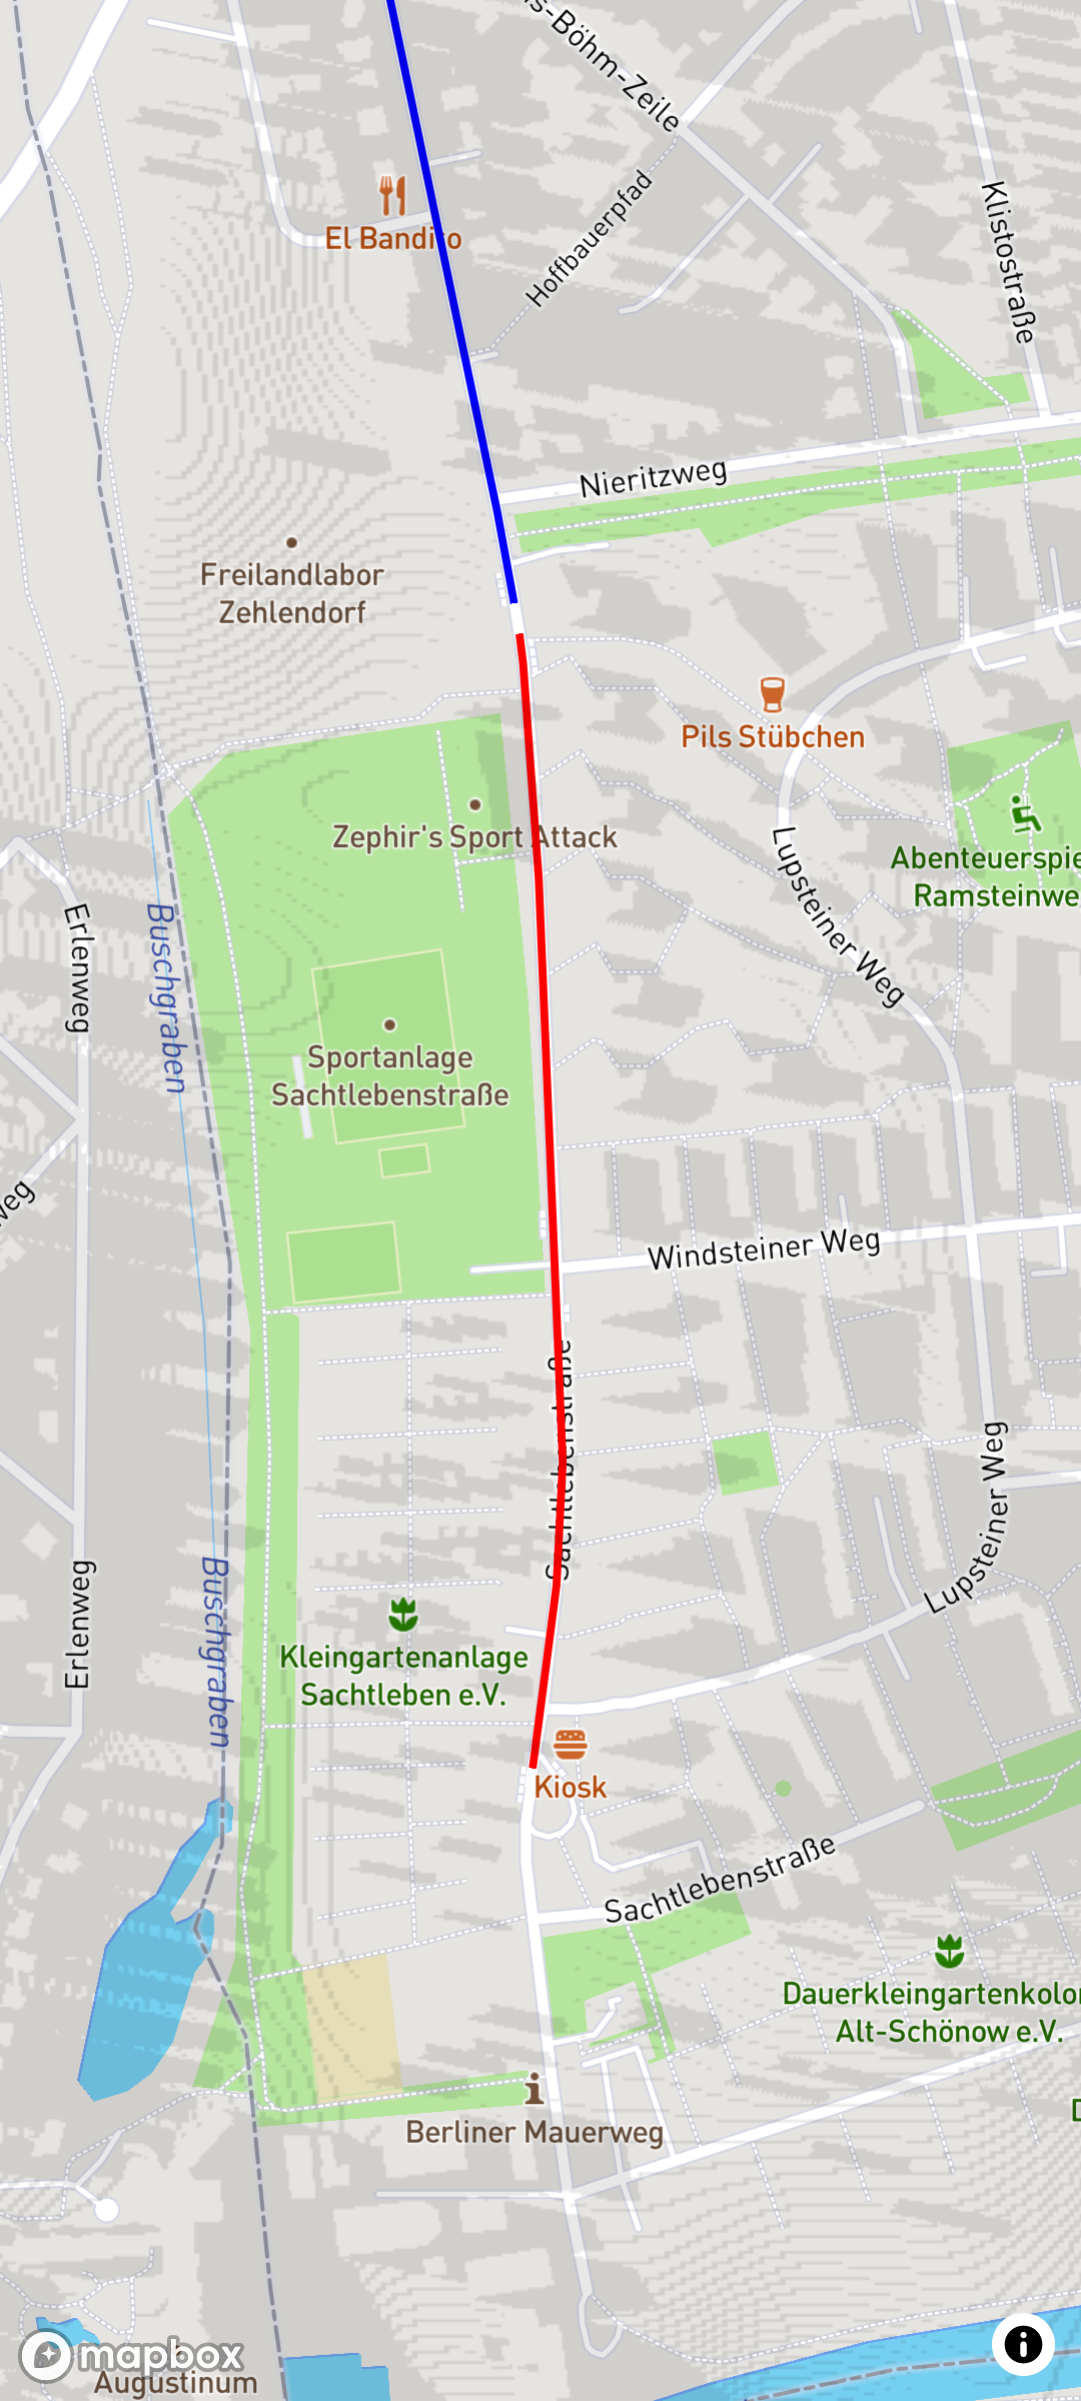 s-Böhm-Zeile
Klistostraße
El Bandito
Hoffbauerpfad
Nieritzweg
Freilandlabor
Zehlendorf
Pils Stübchen
Zephir's Sport Attack
Abenteuerspie
Ramsteinwe
Lupsteiner Weg
Erlenweg
Buschgraben
Sportanlage
Sachtlebenstraße
weg
Windsteiner Weg
Sachtlebenstraße
Lupsteiner Weg
Erlenweg
Buschgraben
Kleingartenanlage
Sachtleben e.V.
Kiosk
Sachtlebenstraße
Dauerkleingartenkolon
Alt-Schönow e.V.
D
Berliner Mauerweg
mapbox
Augustinum